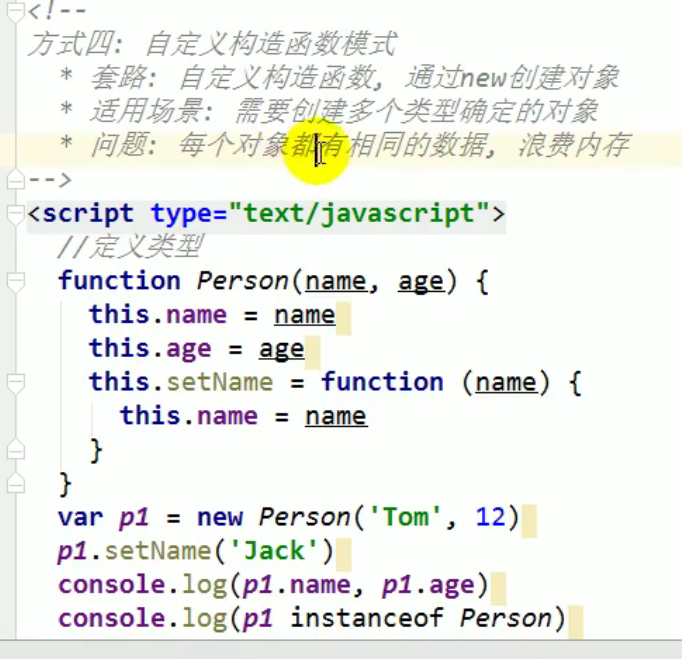 <!--
方式四: 自定义构造函数模式
* 套路: 自定义构造函数, 通过new创建对象
* 适用场景: 需要创建多个类型确定的对象
* 问题: 每个对象都有相同的数据, 浪费内存
-->
<script type="text/javascript">
//定义类型
function Person(name, age) {
this.name = name
this.age = age
this.setName = function (name) {
this.name = name
}
}
var p1 = new Person('Tom', 12)
p1.setName('Jack')
console.log(p1.name, p1.age)
console.log(p1 instanceof Person)